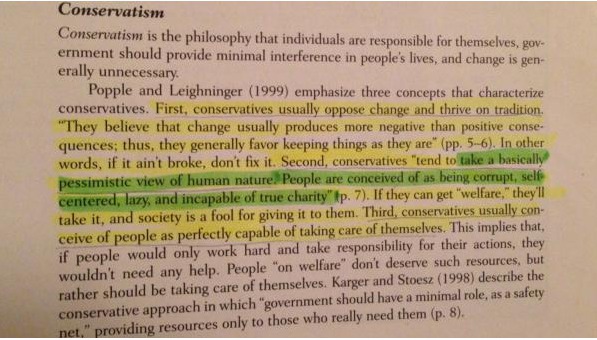 Conservatism
Conservatism is the philosophy that individuals are responsible for themselves, gov-
ernment should provide minimal interference in people's lives, and change is gen-
erally unnecessary.
Popple and Leighninger (1999) emphasize three concepts that characterize
conservatives. First, conservatives usually oppose change and thrive on tradition.
"They believe that change usually produces more negative than positive conse-
quences; thus, they generally favor keeping things as they are" (pp. 5–6). In other
words, if it ain't broke, don't fix it. Second, conservatives "tend to take a basically
pessimistic view of human nature. People are conceived of as being corrupt, self-
centered, lazy, and incapable of true charity" (p. 7). If they can get "welfare," they'll
take it, and society is a fool for giving it to them. Third, conservatives usually con-
ceive of people as perfectly capable of taking care of themselves. This implies that,
if people would only work hard and take responsibility for their actions, they
wouldn't need any help. People "on welfare" don't deserve such resources, but
rather should be taking care of themselves. Karger and Stoesz (1998) describe the
conservative approach in which "government should have a minimal role, as a safety
net," providing resources only to those who really need them (p. 8).